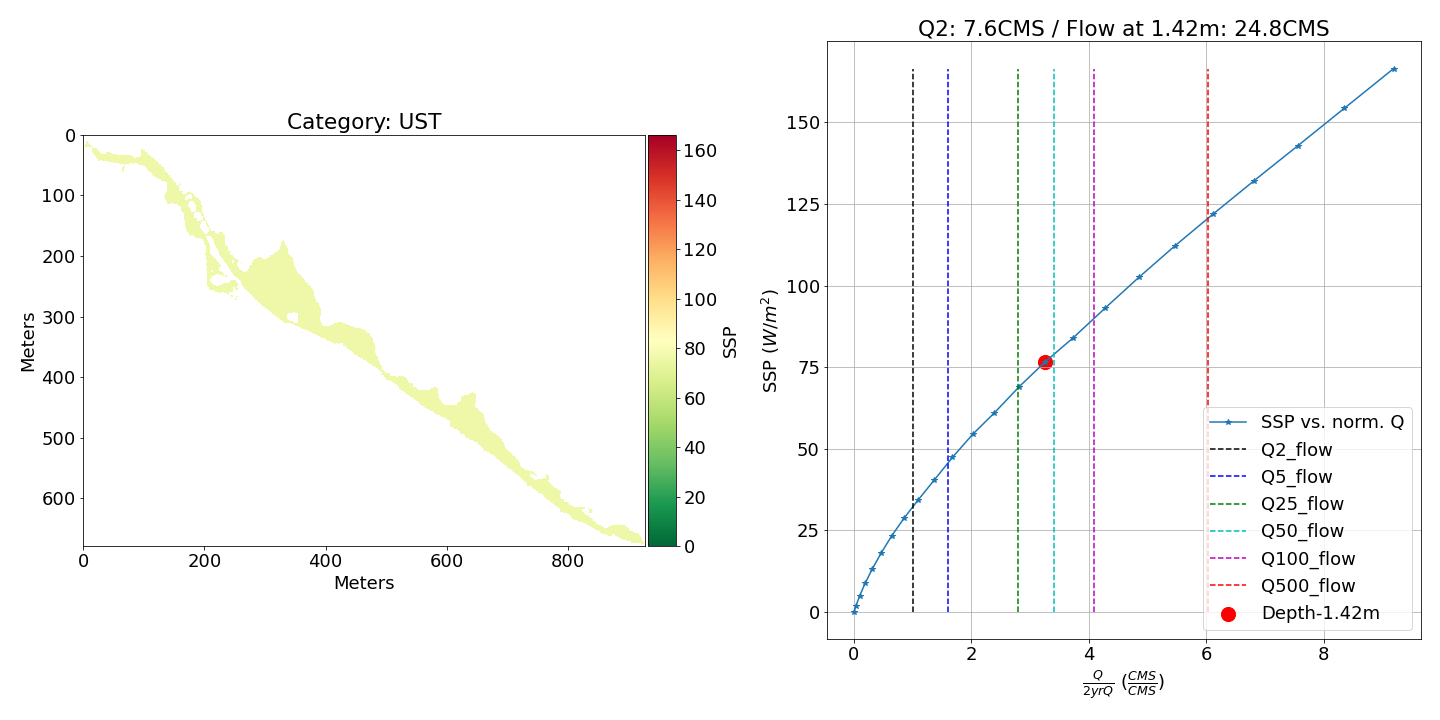 Category: UST
0
100
200
300
400
500
600
Meters
0
200
400
600
800
Meters
160
140
120
100
80
60
40
20
0
SSP
Q2: 7.6CMS / Flow at 1.42m: 24.8CMS
150
125
100
75
50
25
0
SSP (W/m²)
0
2
4
6
8
Q/2yrQ (CMS/CMS)
SSP vs. norm. Q
Q2_flow
Q5_flow
Q25_flow
Q50_flow
Q100_flow
Q500_flow
Depth-1.42m